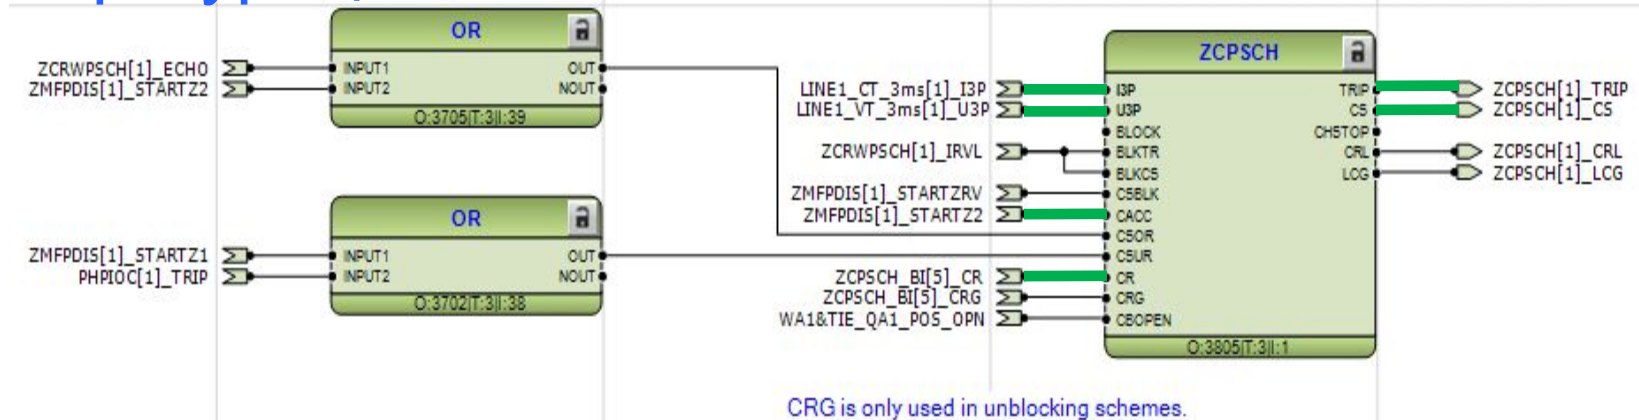 OR
ZCRWPSCH[1]_ECHO
INPUT1
OUT
ZMFPDIS[1]_STARTZ2
INPUT2
NOUT
O:3705|T:3|I:39
OR
ZMFPDIS[1]_STARTZ1
INPUT1
OUT
PHPIOC[1]_TRIP
INPUT2
NOUT
O:3702|T:3|I:38
ZCPSCH
LINE1_CT_3ms[1]_I3P
I3P
TRIP
ZCPSCH[1]_TRIP
LINE1_VT_3ms[1]_U3P
U3P
CS
ZCPSCH[1]_CS
BLOCK
CHSTOP
ZCRWPSCH[1]_IRVL
BLKTR
CRL
ZCPSCH[1]_CRL
BLKCS
LCG
ZCPSCH[1]_LCG
ZMFPDIS[1]_STARTZRV
CSBLK
ZMFPDIS[1]_STARTZ2
CACC
CSOR
CSUR
ZCPSCH_BI[5]_CR
CR
ZCPSCH_BI[5]_CRG
CRG
WA1&TIE_QA1_POS_OPN
CBOPEN
O:3805|T:3|I:1
CRG is only used in unblocking schemes.